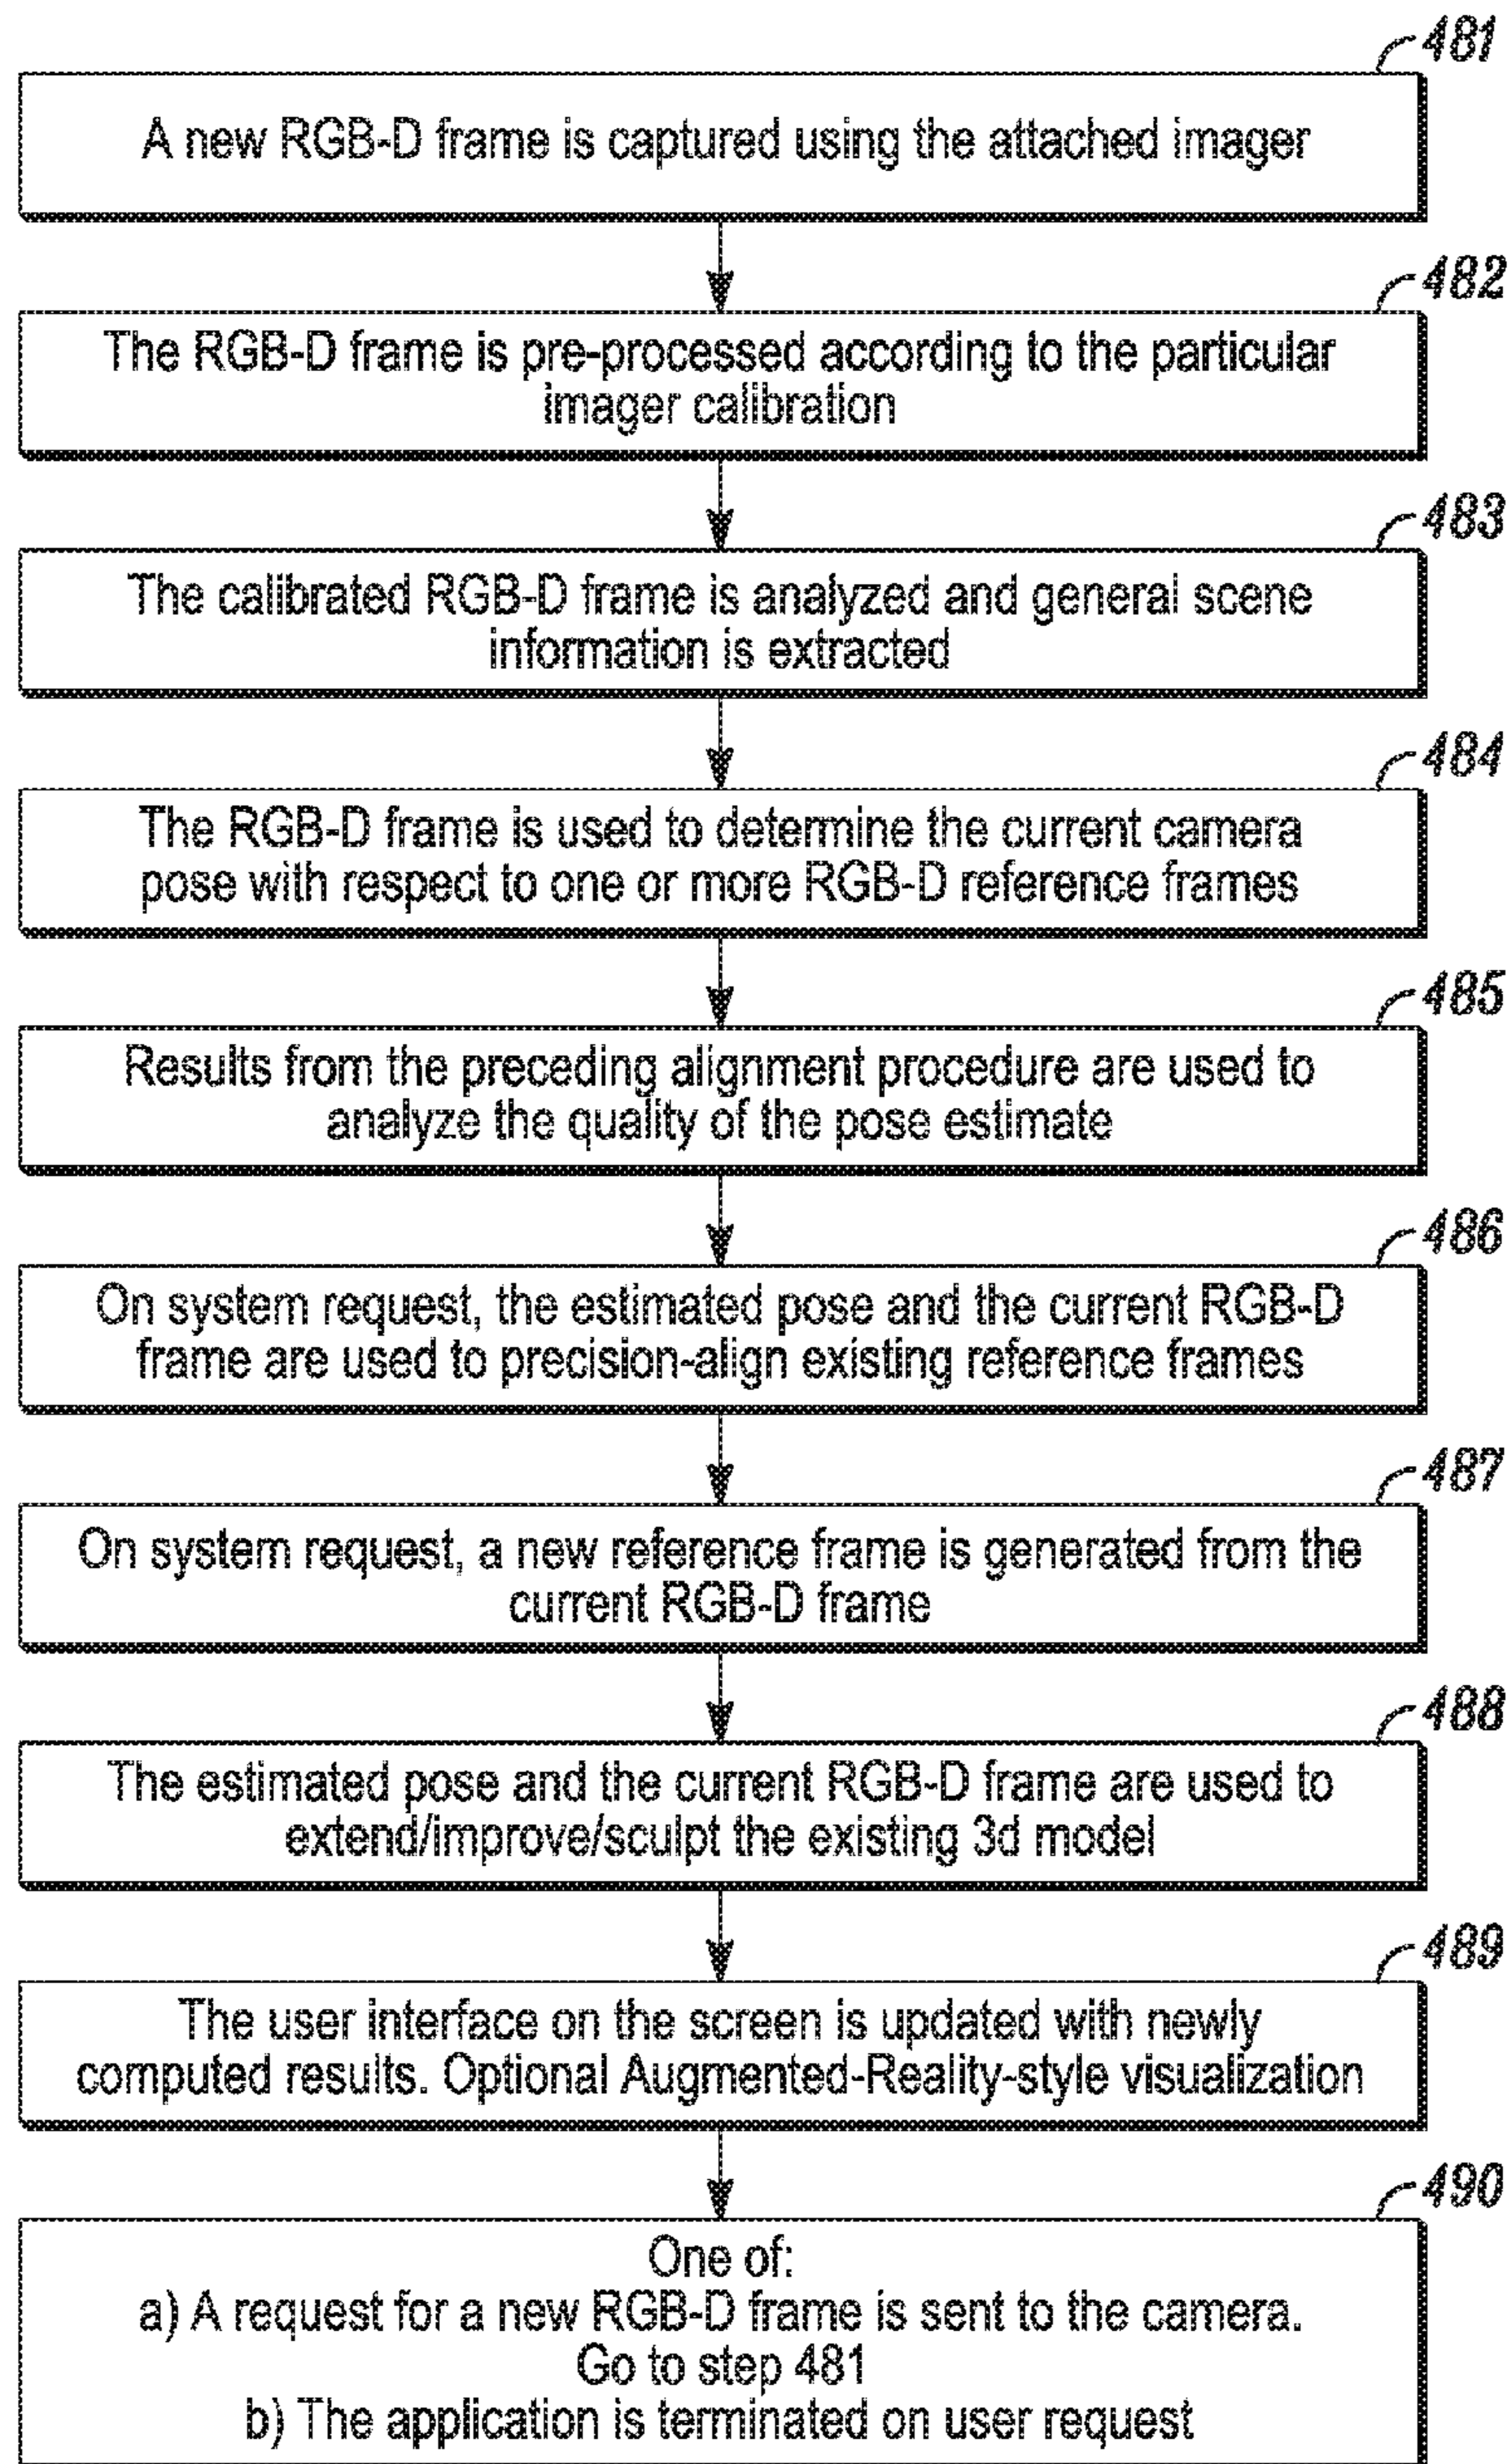 481
A new RGB-D frame is captured using the attached imager
482
The RGB-D frame is pre-processed according to the particular
imager calibration
483
The calibrated RGB-D frame is analyzed and general scene
information is extracted
484
The RGB-D frame is used to determine the current camera
pose with respect to one or more RGB-D reference frames
485
Results from the preceding alignment procedure are used to
analyze the quality of the pose estimate
486
On system request, the estimated pose and the current RGB-D
frame are used to precision-align existing reference frames
487
On system request, a new reference frame is generated from the
current RGB-D frame
488
The estimated pose and the current RGB-D frame are used to
extend/improve/sculpt the existing 3d model
489
The user interface on the screen is updated with newly
computed results. Optional Augmented-Reality-style visualization
490
One of:
a) A request for a new RGB-D frame is sent to the camera.
Go to step 481
b) The application is terminated on user request